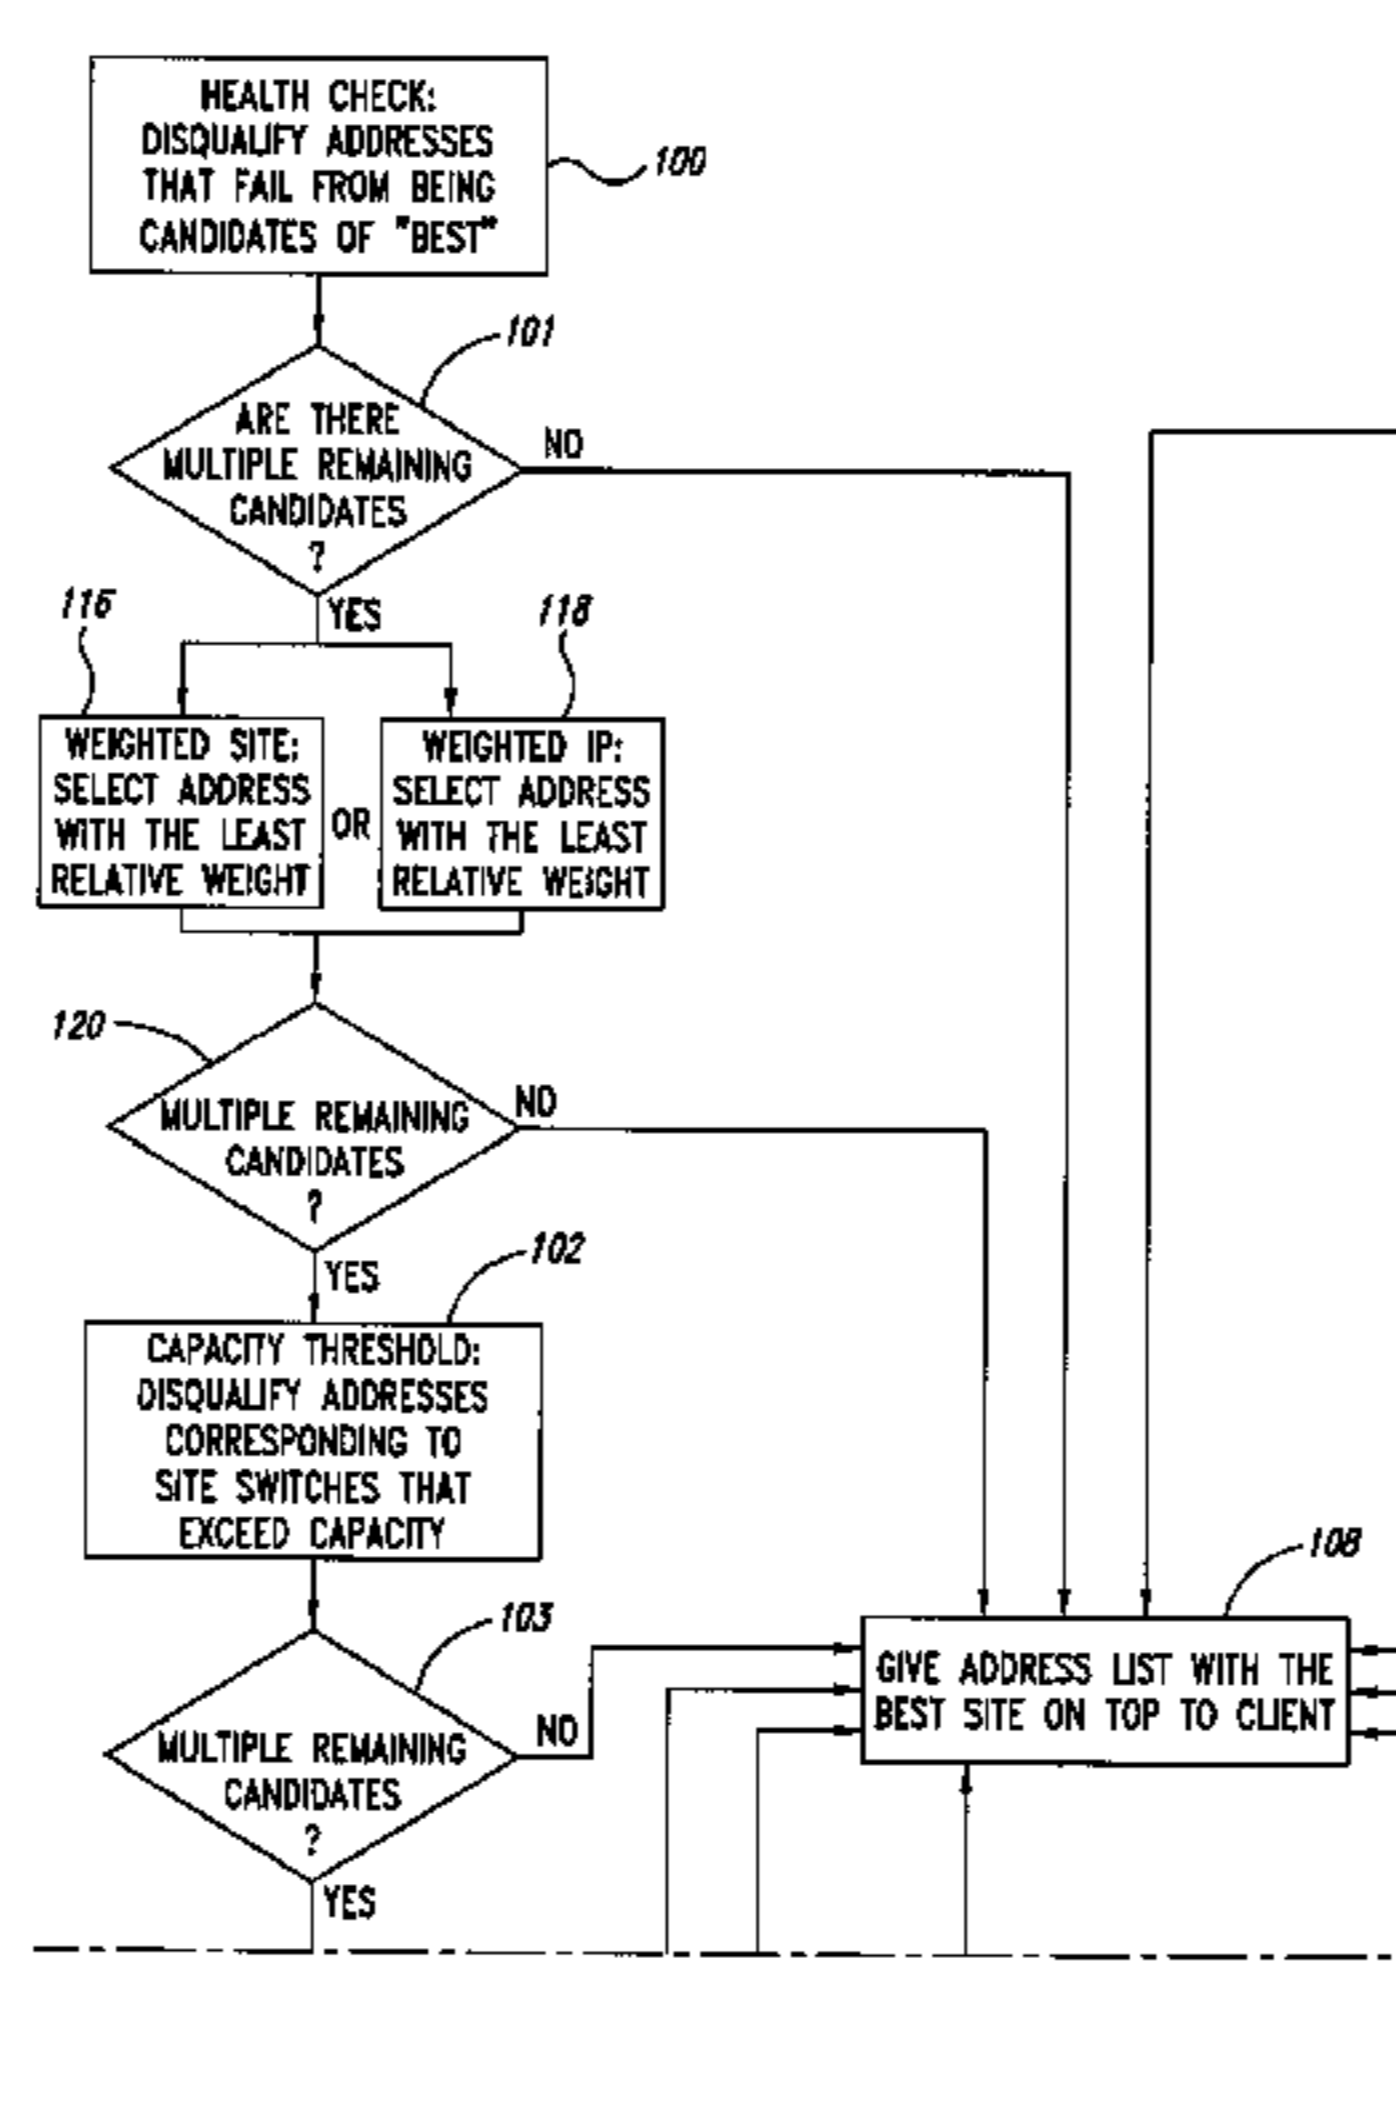 HEALTH CHECK:
DISQUALIFY ADDRESSES
THAT FAIL FROM BEING
CANDIDATES OF "BEST"
100
101
ARE THERE
MULTIPLE REMAINING
CANDIDATES
?
NO
YES
116
118
WEIGHTED SITE:
SELECT ADDRESS
WITH THE LEAST
RELATIVE WEIGHT
OR
WEIGHTED IP:
SELECT ADDRESS
WITH THE LEAST
RELATIVE WEIGHT
120
MULTIPLE REMAINING
CANDIDATES
?
NO
YES
102
CAPACITY THRESHOLD:
DISQUALIFY ADDRESSES
CORRESPONDING TO
SITE SWITCHES THAT
EXCEED CAPACITY
103
MULTIPLE REMAINING
CANDIDATES
?
NO
YES
108
GIVE ADDRESS LIST WITH THE
BEST SITE ON TOP TO CLIENT